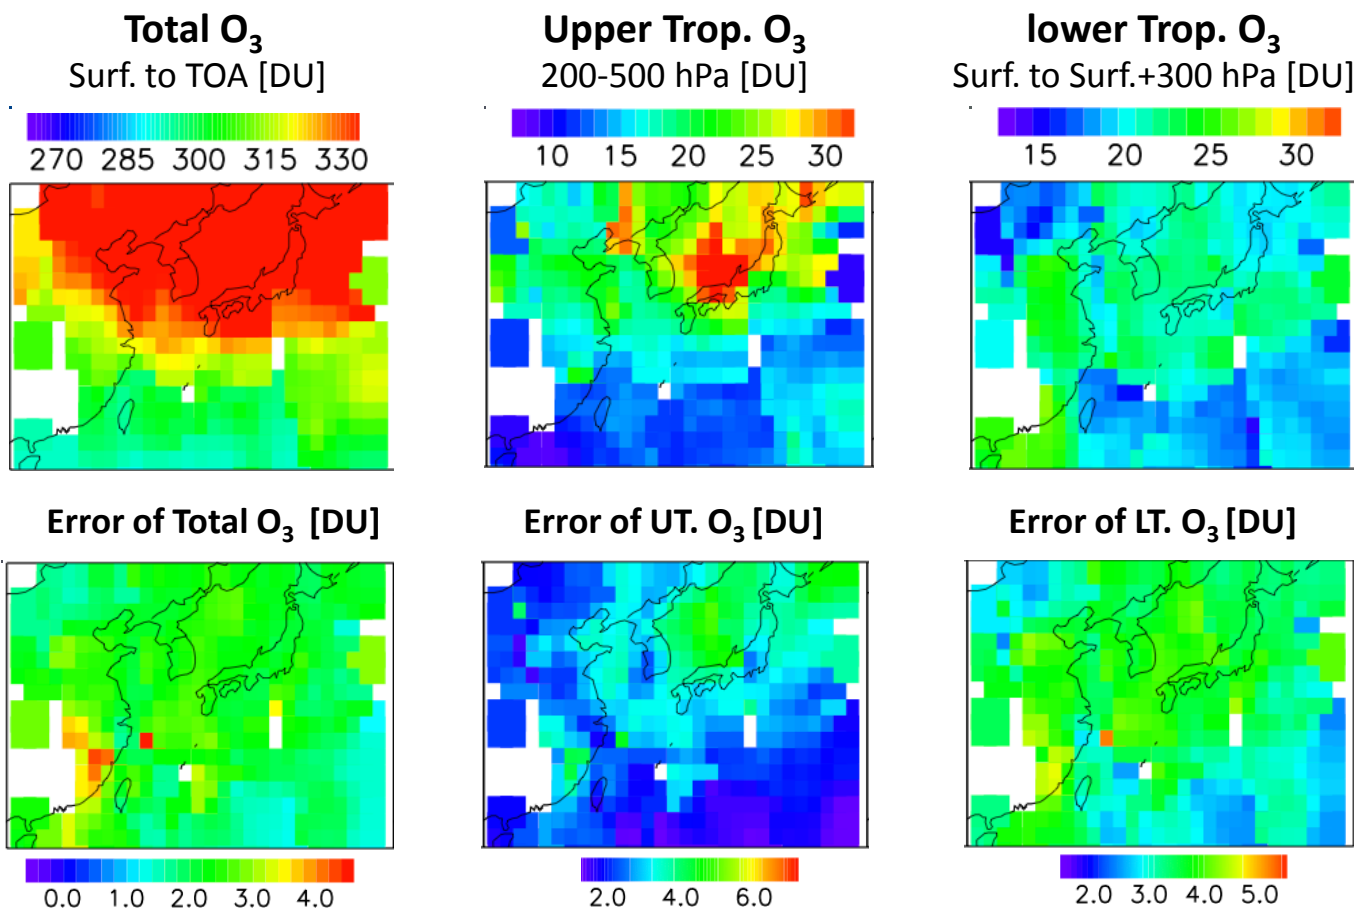 Total O₃
Surf. to TOA [DU]
Upper Trop. O₃
200-500 hPa [DU]
lower Trop. O₃
Surf. to Surf.+300 hPa [DU]
270 285 300 315 330
10 15 20 25 30
15 20 25 30
Error of Total O₃ [DU]
Error of UT. O₃ [DU]
Error of LT. O₃ [DU]
0.0 1.0 2.0 3.0 4.0
2.0 4.0 6.0
2.0 3.0 4.0 5.0